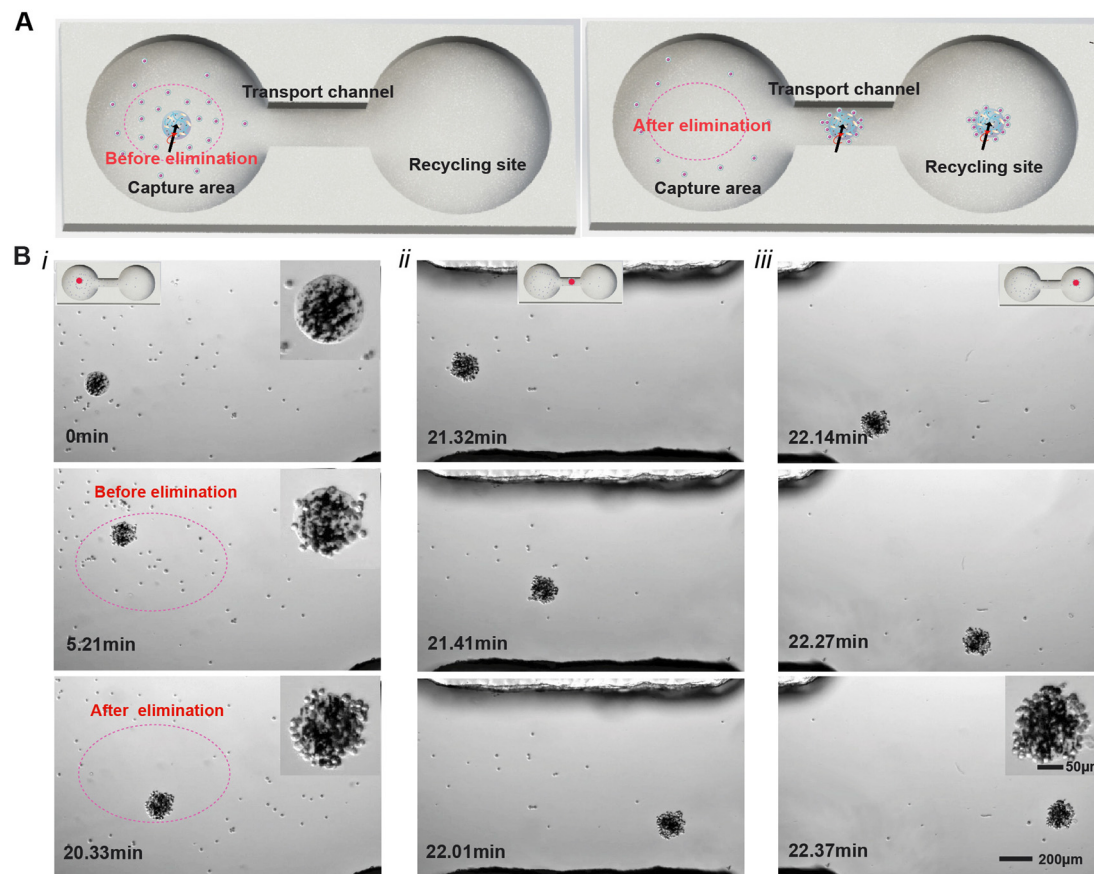 A
Transport channel
Before elimination
Capture area
Recycling site
Transport channel
After elimination
Capture area
Recycling site
B
i
ii
iii
0min
21.32min
22.14min
Before elimination
5.21min
21.41min
22.27min
After elimination
20.33min
22.01min
50μm
22.37min
200μm